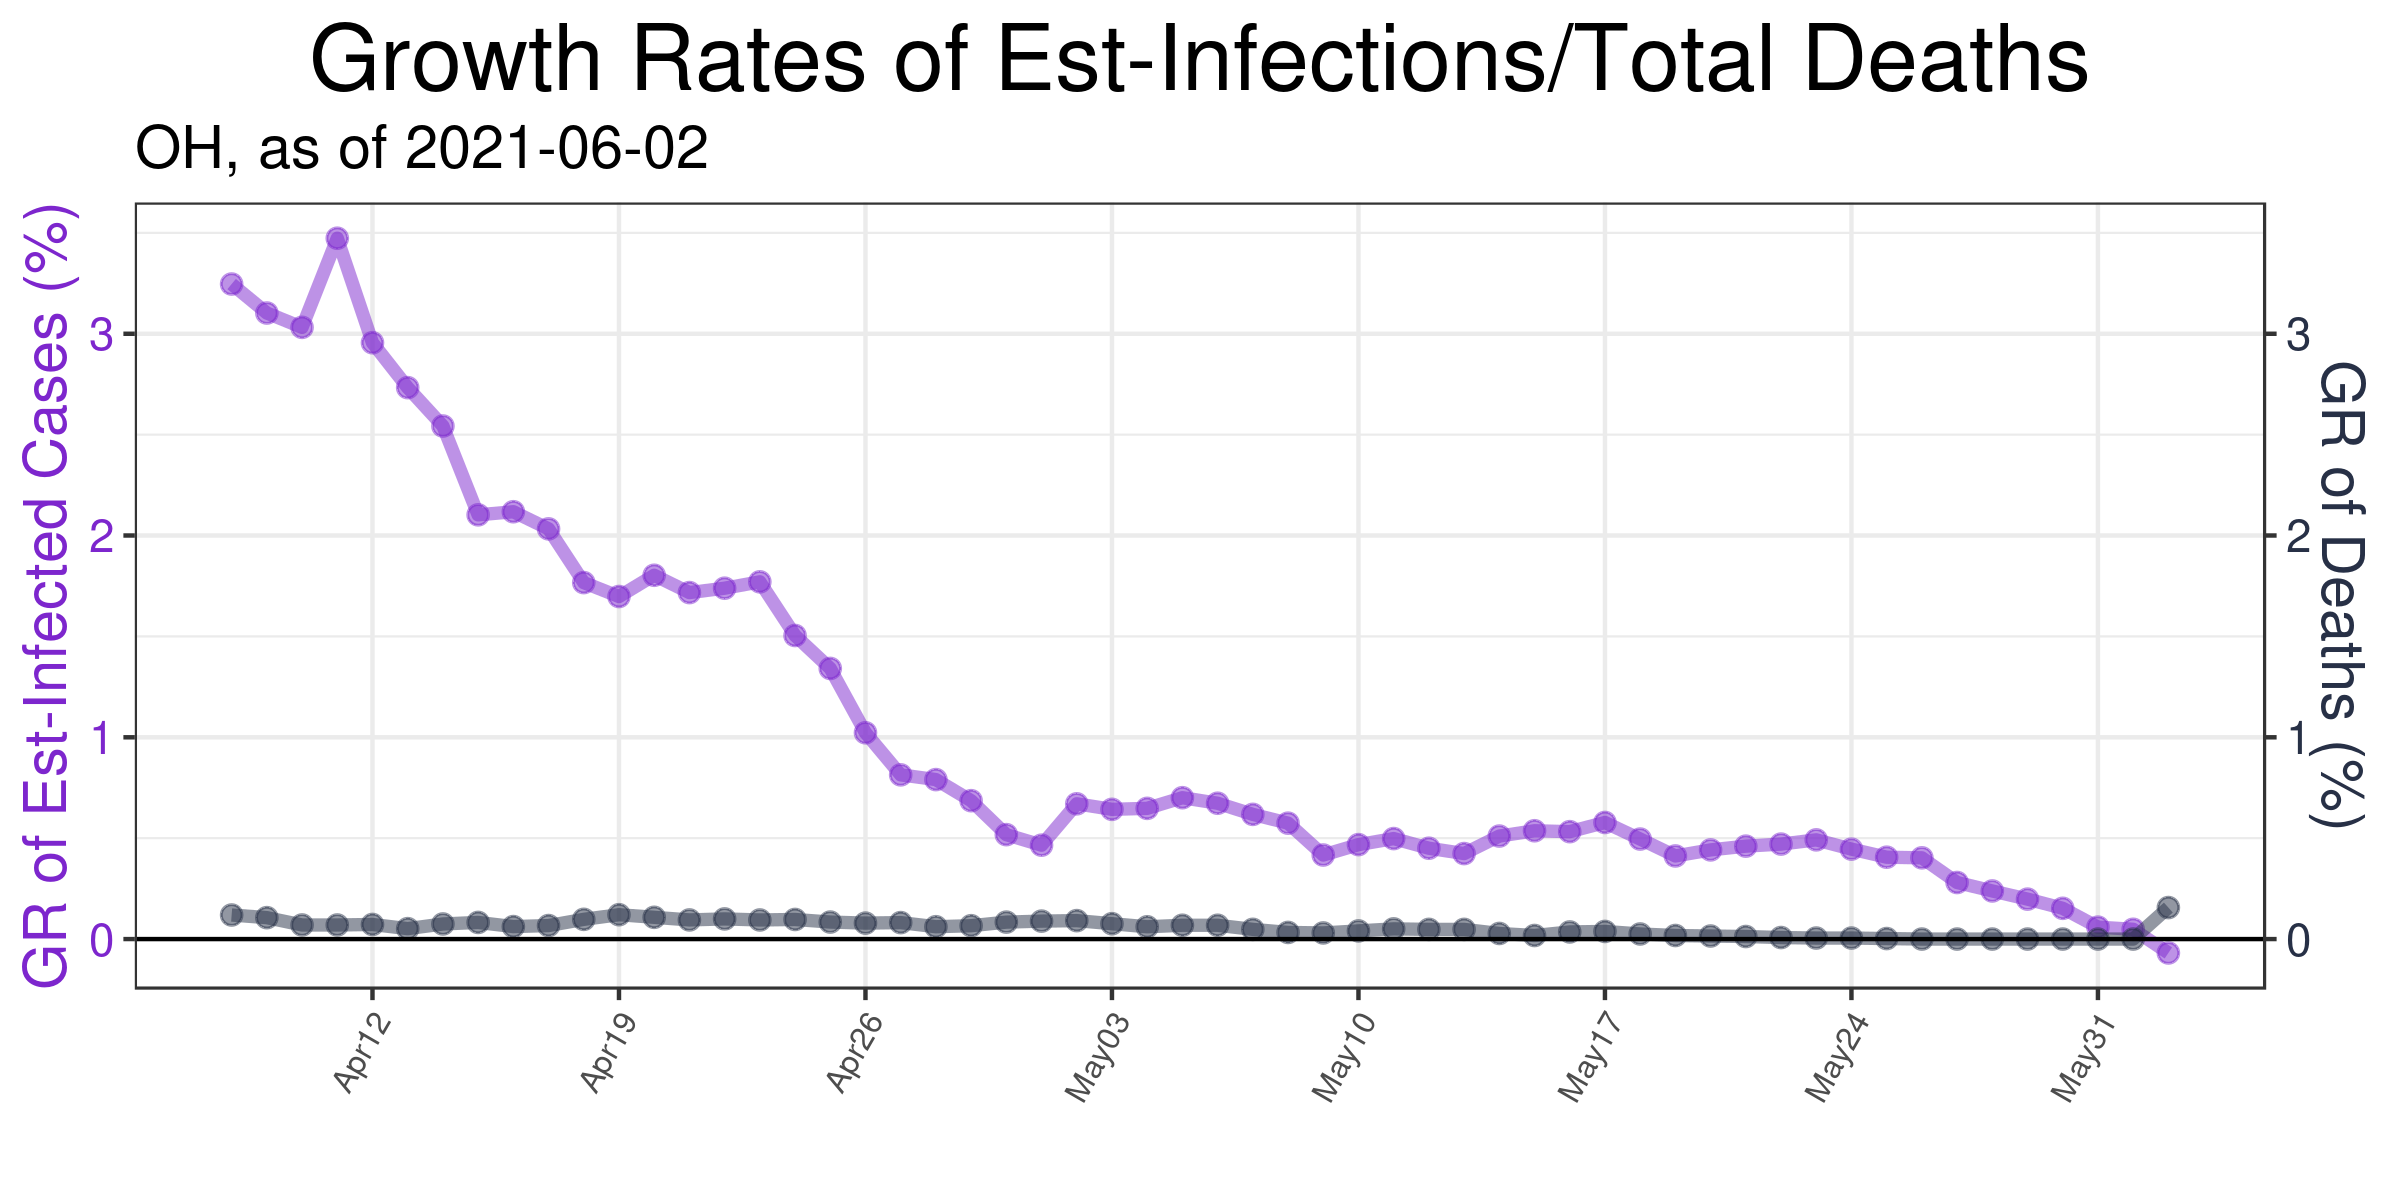 Growth Rates of Est-Infections/Total Deaths
OH, as of 2021-06-02
GR of Est-Infected Cases (%)
3
2
1
0
3
2
1
0
GR of Deaths (%)
Apr12
Apr19
Apr26
May03
May10
May17
May24
May31